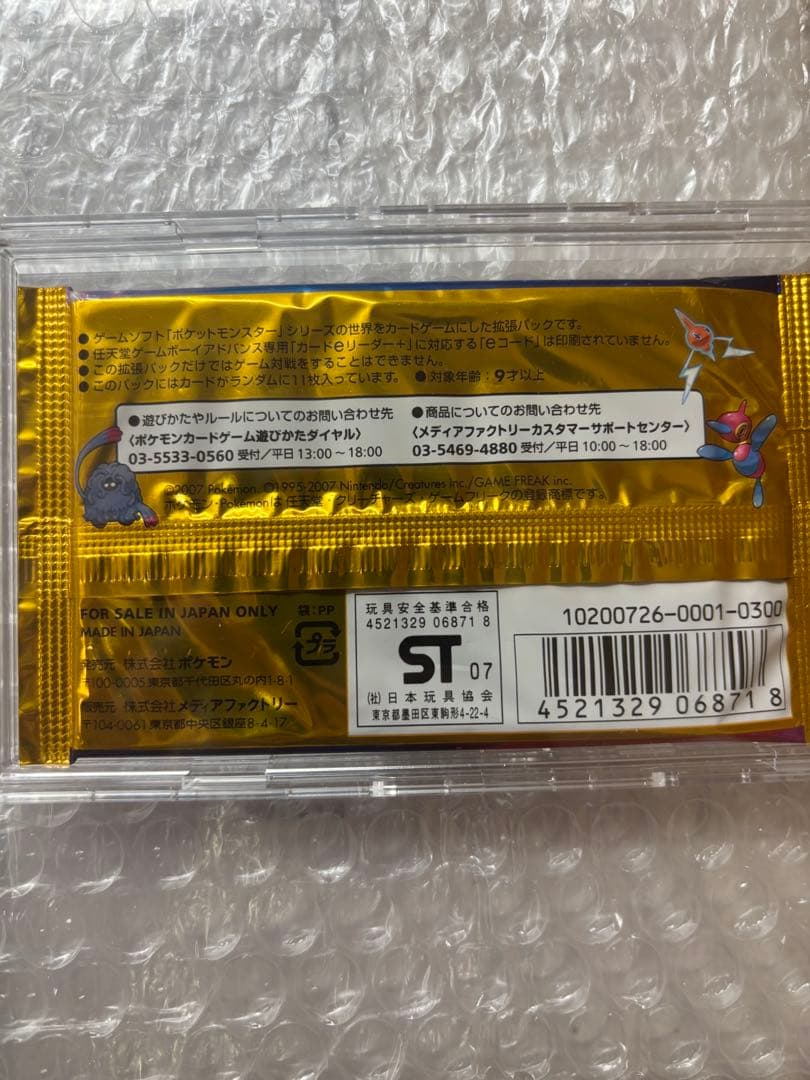 ● ゲームソフト「ポケットモンスター」シリーズの世界をカードゲームにした拡張パックです。
● 任天堂ゲームボーイアドバンス専用「カードeリーダー+」に対応する「eコード」は印刷されていません。
● この拡張パックだけではゲーム対戦をすることはできません。
● このパックにはカードがランダムに11枚入っています。 ● 対象年齢:9才以上
● 遊びかたやルールについてのお問い合わせ先
〈ポケモンカードゲーム遊びかたダイヤル〉
03-5533-0560 受付/平日 13:00~18:00
● 商品についてのお問い合わせ先
〈メディアファクトリーカスタマーサポートセンター〉
03-5469-4880 受付/平日 10:00~18:00
©2007 Pokémon. ©1995-2007 Nintendo/Creatures Inc./GAME FREAK inc.
ポケモン・Pokémonは 任天堂・クリーチャーズ・ゲームフリークの登録商標です。
FOR SALE IN JAPAN ONLY
MADE IN JAPAN
袋:PP
プラ
発売元 株式会社 ポケモン
〒100-0005 東京都千代田区丸の内1-8-1
販売元 株式会社 メディアファクトリー
〒104-0061 東京都中央区銀座8-4-17
玩具安全基準合格
4521329 06871 8
ST 07
(社)日本玩具協会
東京都墨田区東駒形4-22-4
10200726-0001-0300
4521329 068718